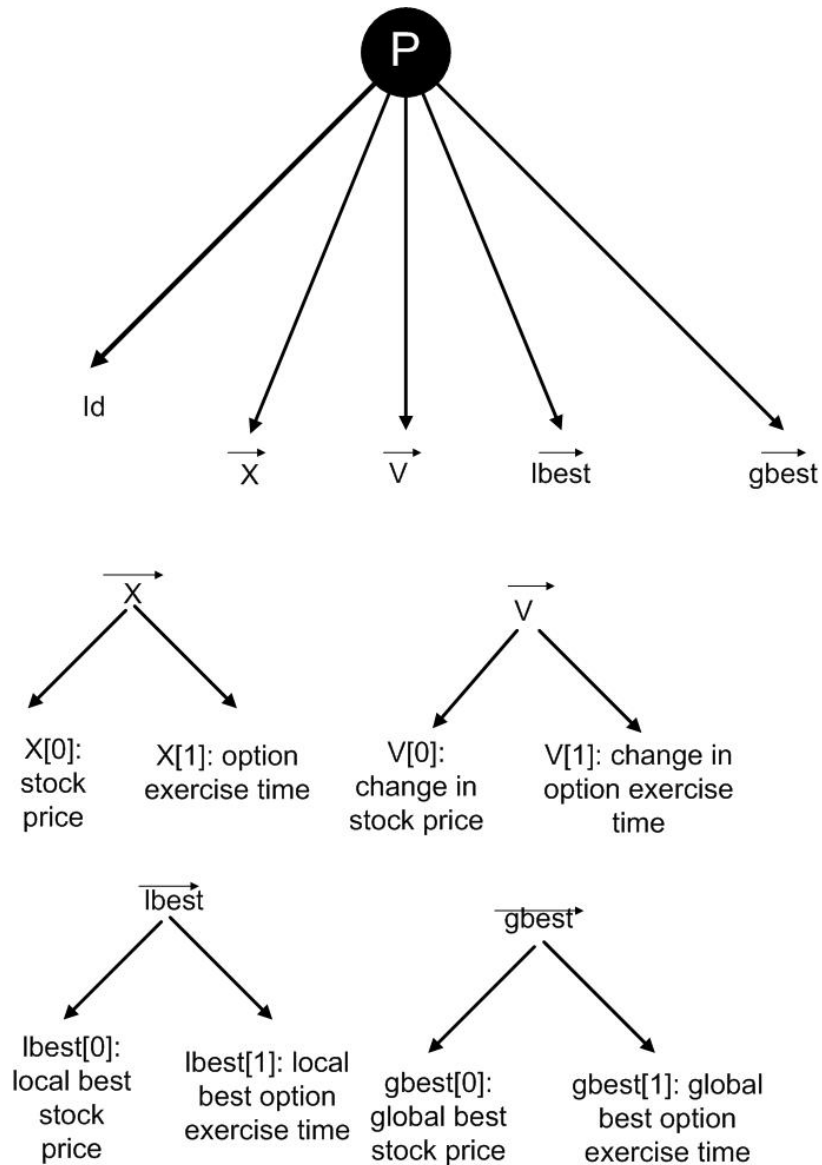 P
Id
X
V
lbest
gbest
X
V
X[0]:
stock
price
X[1]: option
exercise time
V[0]:
change in
stock price
V[1]: change in
option exercise
time
lbest
gbest
lbest[0]:
local best
stock
price
lbest[1]: local
best option
exercise time
gbest[0]:
global best
stock price
gbest[1]: global
best option
exercise time